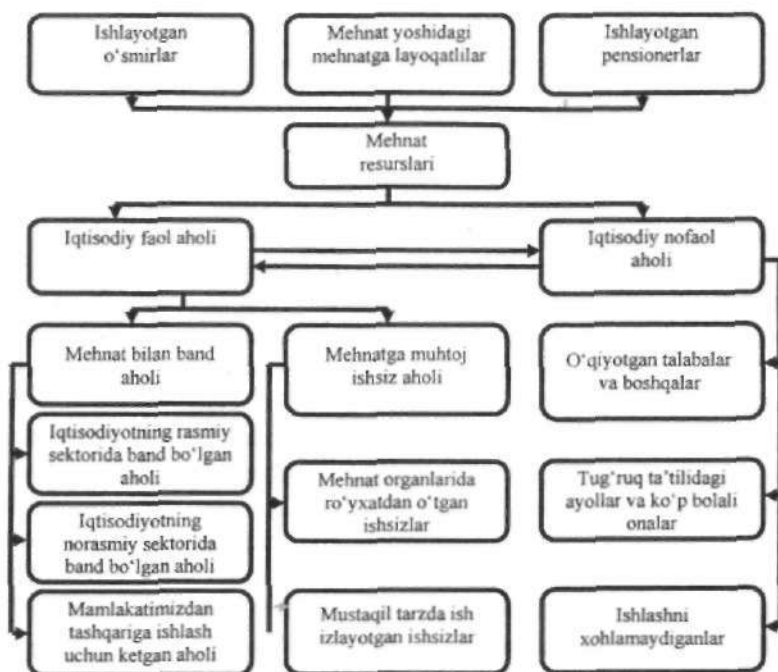 Ishlayotgan
o‘smirlar
Mehnat yoshidagi
mehnatga layoqatlilar
Ishlayotgan
pensionerlar
Mehnat
resurslari
Iqtisodiy faol aholi
Iqtisodiy nofaol
aholi
Mehnat bilan band
aholi
Mehnatga muhtoj
ishsiz aholi
O‘qiyotgan talabalar
va boshqalar
Iqtisodiyotning rasmiy
sektorida band bo‘lgan
aholi
Mehnat organlarida
ro‘yxatdan o‘tgan
ishsizlar
Tug‘ruq ta’tilidagi
ayollar va ko‘p bolali
onalar
Iqtisodiyotning
norasmiy sektorida
band bo‘lgan aholi
Mamlakatimizdan
tashqariga ishlash
uchun ketgan aholi
Mustaqil tarzda ish
izlayotgan ishsizlar
Ishlashni
xohlamaydiganlar